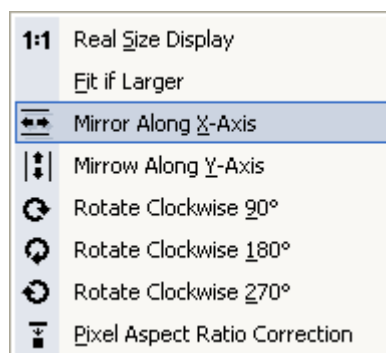 1:1 Real Size Display
Fit if Larger
Mirror Along X-Axis
Mirrow Along Y-Axis
Rotate Clockwise 90°
Rotate Clockwise 180°
Rotate Clockwise 270°
Pixel Aspect Ratio Correction